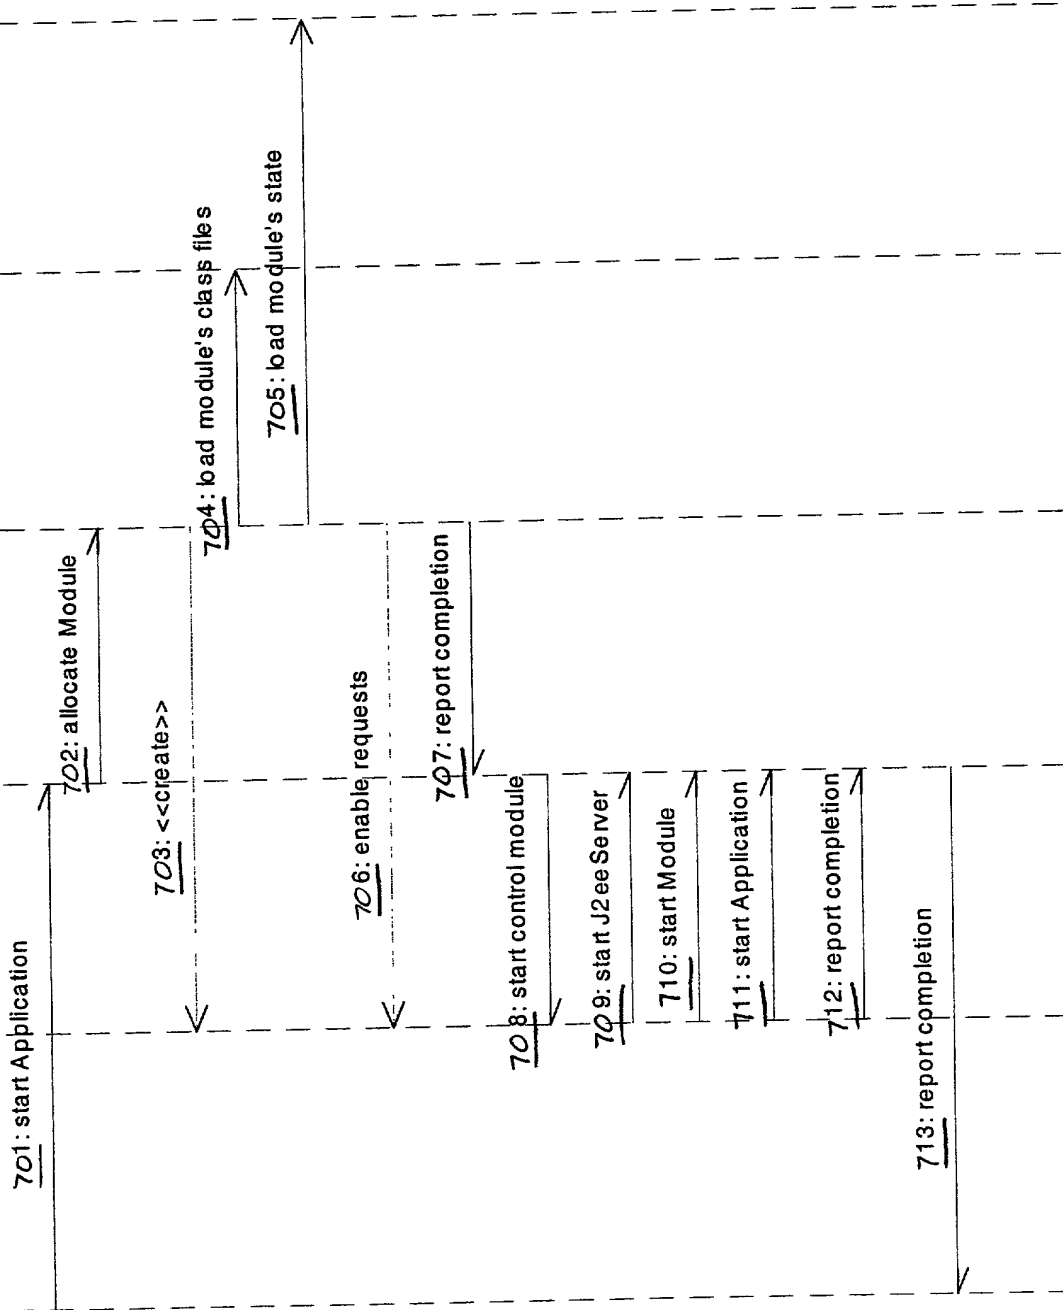 701: start Application
702: allocate Module
703: <<create>>
704: load module's class files
705: load module's state
706: enable requests
707: report completion
708: start control module
709: start J2eeServer
710: start Module
711: start Application
712: report completion
713: report completion